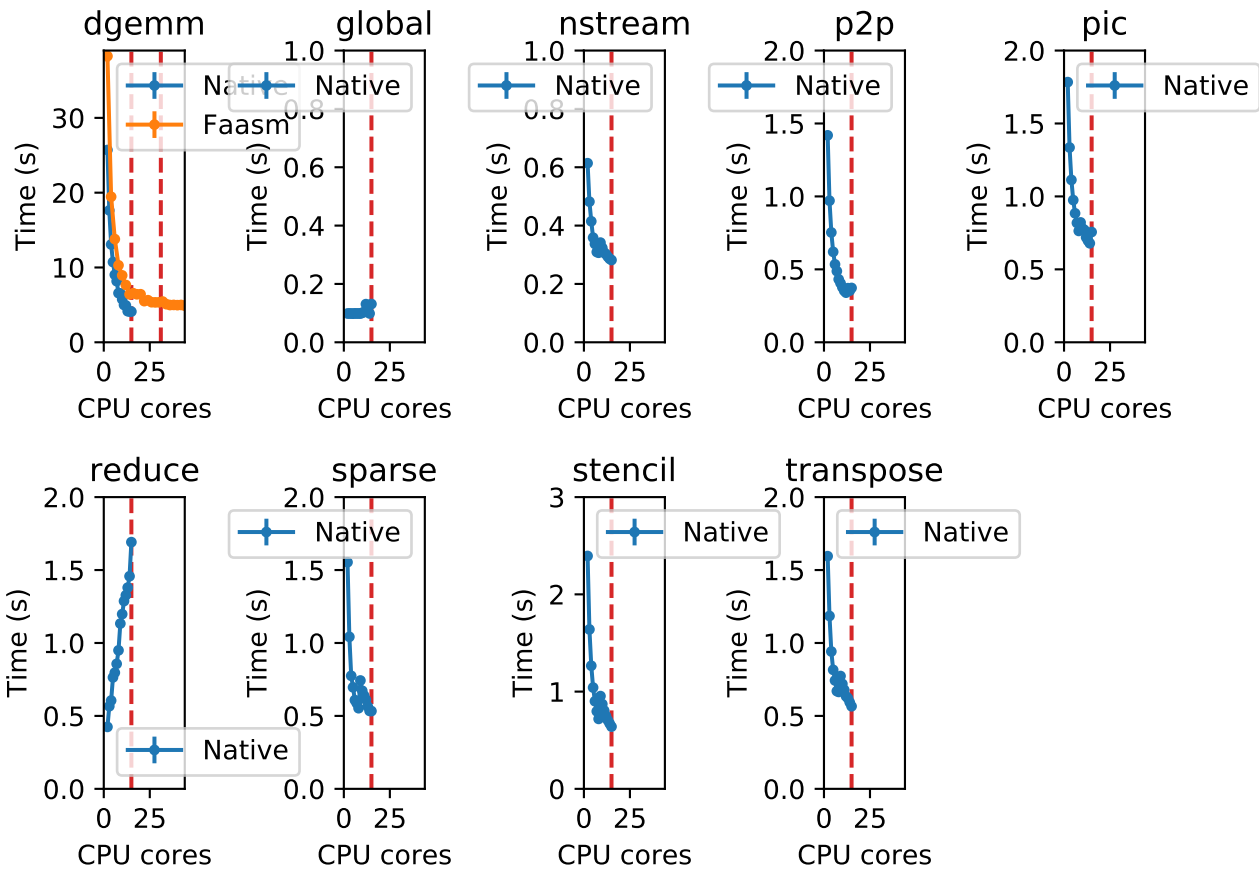 dgemm
global
nstream
p2p
pic
Time (s)
30
20
10
0
0 25
CPU cores
Native
Faasm
Time (s)
1.0
0.8
0.6
0.4
0.2
0.0
0 25
CPU cores
Native
Time (s)
1.0
0.8
0.6
0.4
0.2
0.0
0 25
CPU cores
Native
Time (s)
2.0
1.5
1.0
0.5
0.0
0 25
CPU cores
Native
Time (s)
2.0
1.5
1.0
0.5
0.0
0 25
CPU cores
Native
reduce
sparse
stencil
transpose
Time (s)
2.0
1.5
1.0
0.5
0.0
0 25
CPU cores
Native
Time (s)
2.0
1.5
1.0
0.5
0.0
0 25
CPU cores
Native
Time (s)
3
2
1
0
0 25
CPU cores
Native
Time (s)
2.0
1.5
1.0
0.5
0.0
0 25
CPU cores
Native